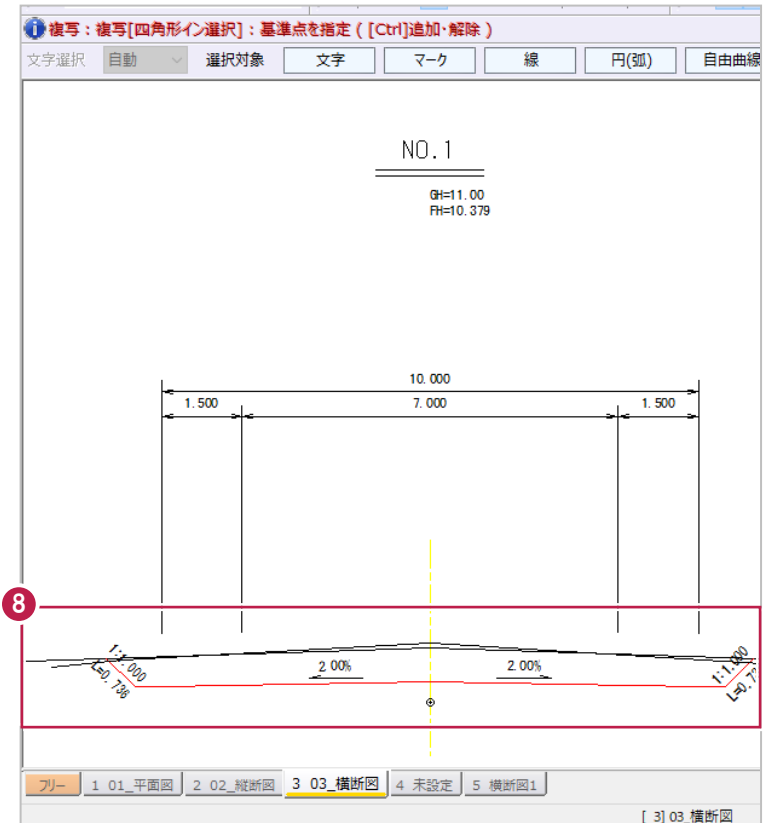 複写：複写[四角形イン選択]：基準点を指定 ( [Ctrl]追加･解除 )
文字選択 自動 選択対象 文字 マーク 線 円(弧) 自由曲線
NO.1
GH=11.00
FH=10.379
10.000
1.500 7.000 1.500
8
1:1.000 2.00% 2.00% 1:1.000
L=0.736 L=0.7
フリー 1 01_平面図 2 02_縦断図 3 03_横断図 4 未設定 5 横断図1
[ 3] 03_横断図